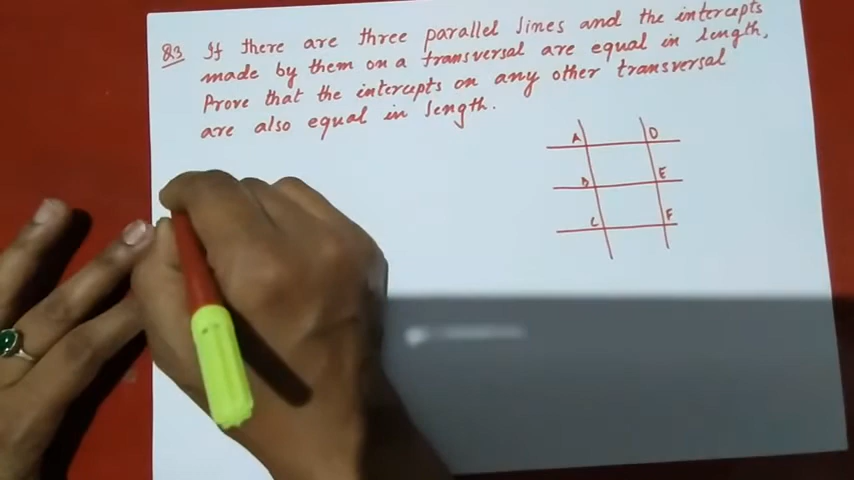 Q3 If there are three parallel lines and the intercepts
made by them on a transversal are equal in length,
Prove that the intercepts on any other transversal
are also equal in length.
A D
B E
C F